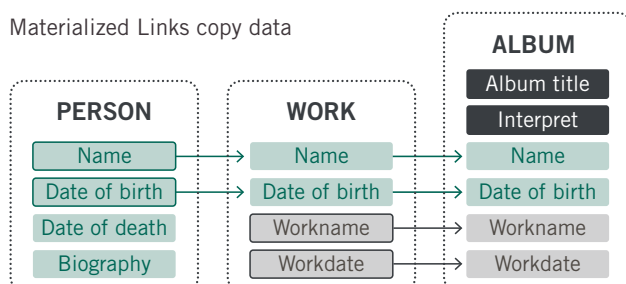 Materialized Links copy data
PERSON
Name
Date of birth
Date of death
Biography
WORK
Name
Date of birth
Workname
Workdate
ALBUM
Album title
Interpret
Name
Date of birth
Workname
Workdate